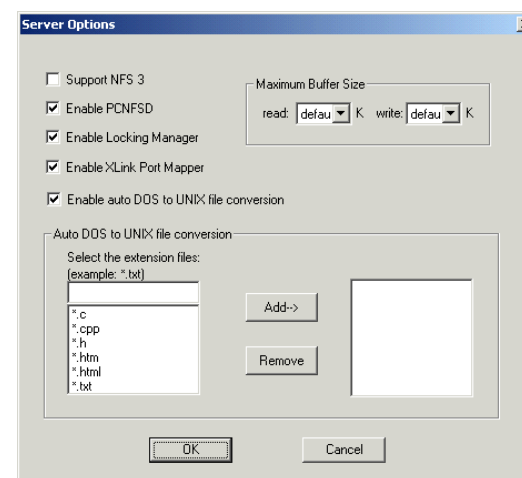 Server Options
Support NFS 3
Enable PCNFSD
Enable Locking Manager
Enable XLink Port Mapper
Enable auto DOS to UNIX file conversion
Maximum Buffer Size
read: defau K write: defau K
Auto DOS to UNIX file conversion
Select the extension files:
(example: *.txt)
*.c
*.cpp
*.h
*.htm
*.html
*.txt
Add-->
Remove
OK
Cancel